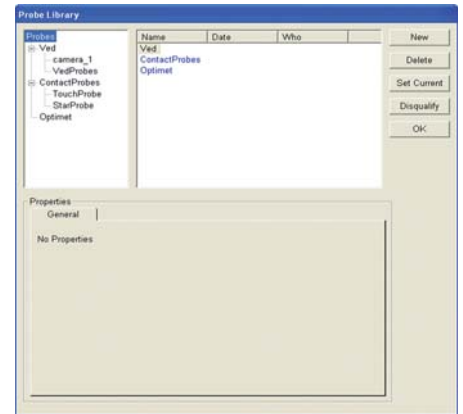 Probe Library
Probes
Ved
camera_1
VedProbes
ContactProbes
TouchProbe
StarProbe
Optimet
Name Date Who
Ved
ContactProbes
Optimet
New
Delete
Set Current
Disqualify
OK
Properties
General
No Properties